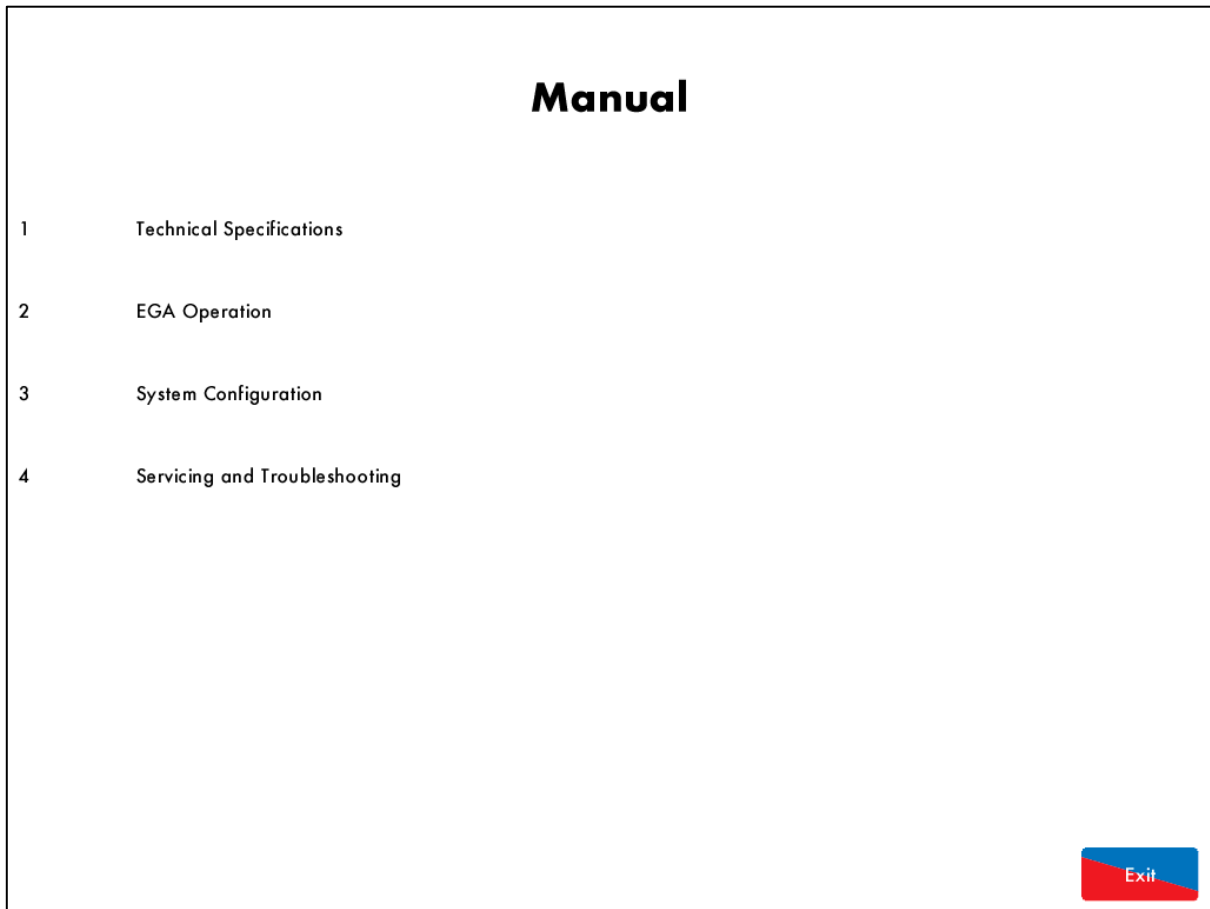 Manual
1 Technical Specifications
2 EGA Operation
3 System Configuration
4 Servicing and Troubleshooting
Exit